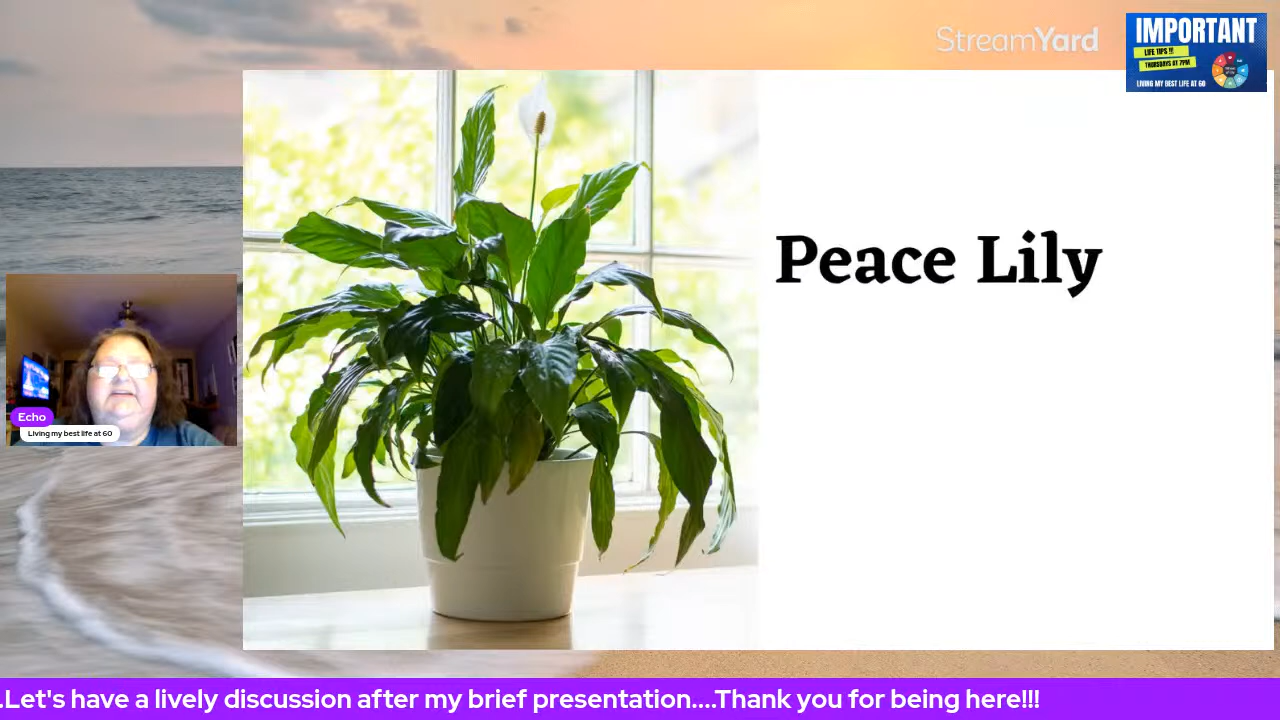 StreamYard
IMPORTANT
LIFE TIPS !!!
THURSDAYS AT 7PM
LIVING MY BEST LIFE AT 60
Peace Lily
Echo
Living my best life at 60
.Let's have a lively discussion after my brief presentation....Thank you for being here!!!